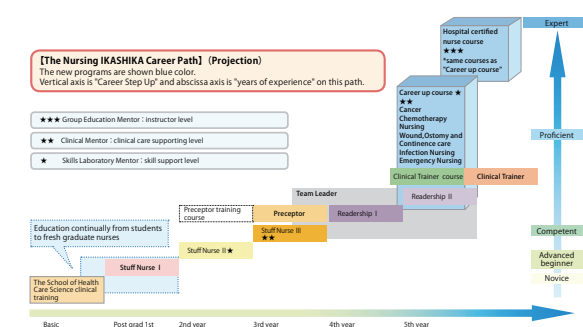 Expert
Hospital certified
nurse course
★★★
*same courses as
"Career up course"
【The Nursing IKASHIKA Career Path】 (Projection)
The new programs are shown blue color.
Vertical axis is "Career Step Up" and abscissa axis is "years of experience" on this path.
Career up course ★
★★
Cancer
Chemotherapy
Nursing
Wound,Ostomy and
Continence care
Infection Nursing
Emergency Nursing
★★★ Group Education Mentor : instructor level
★★ Clinical Mentor : clinical care supporting level
★ Skills Laboratory Mentor : skill support level
Proficient
Clinical Trainer course
Clinical Trainer
Team Leader
Readership II
Preceptor training
course
Preceptor
Readership I
Education continually from students
to fresh graduate nurses
Stuff Nurse III
★★
Competent
Stuff Nurse II★
Advanced
beginner
Stuff Nurse I
Novice
The School of Health
Care Science clinical
training
Basic
Post grad 1st
2nd year
3rd year
4th year
5th year